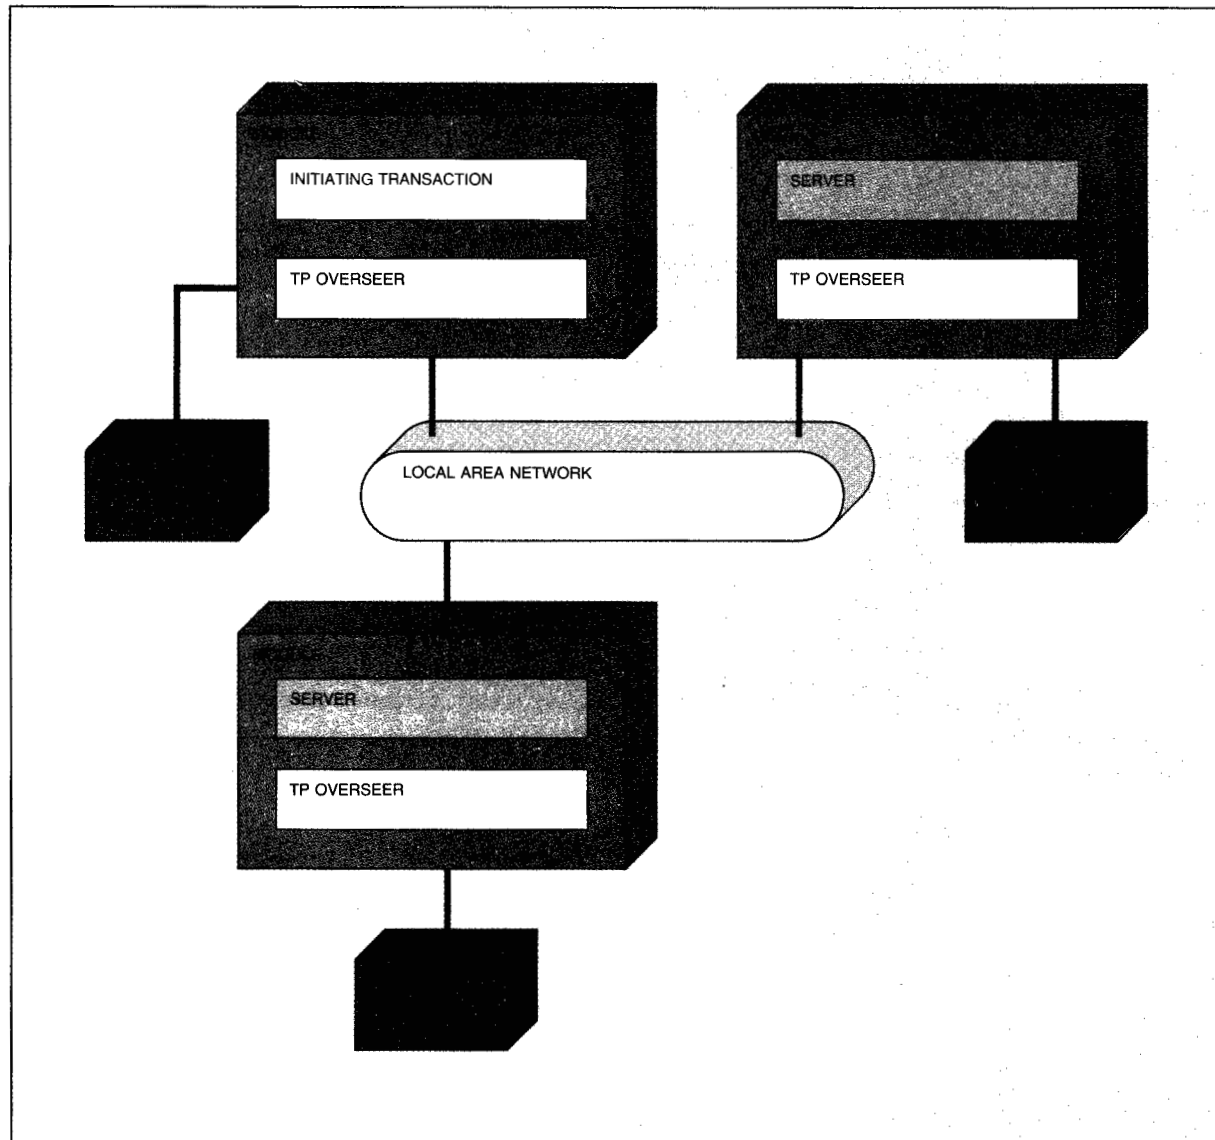 INITIATING TRANSACTION
TP OVERSEER
SERVER
TP OVERSEER
LOCAL AREA NETWORK
SERVER
TP OVERSEER